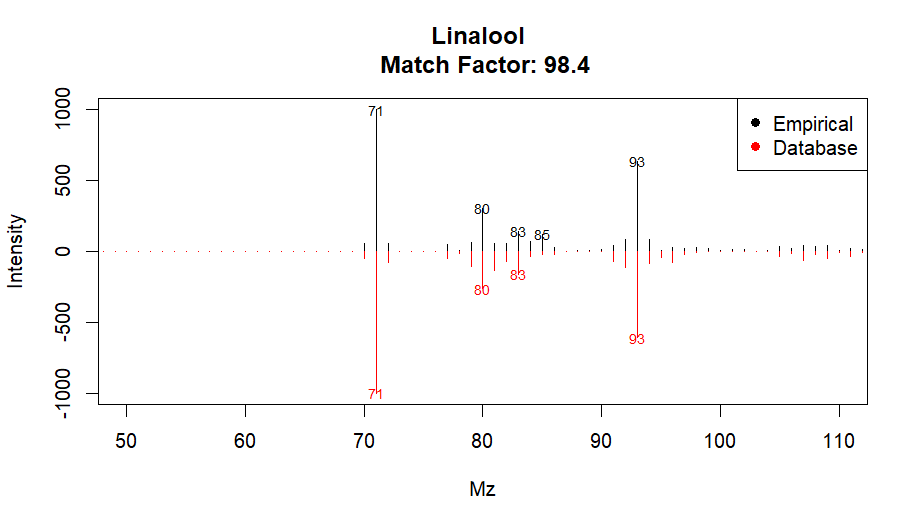 Linalool
Match Factor: 98.4
Empirical
Database
Intensity
1000
500
0
-500
-1000
71
80
83
85
93
71
80
83
93
50 60 70 80 90 100 110
Mz